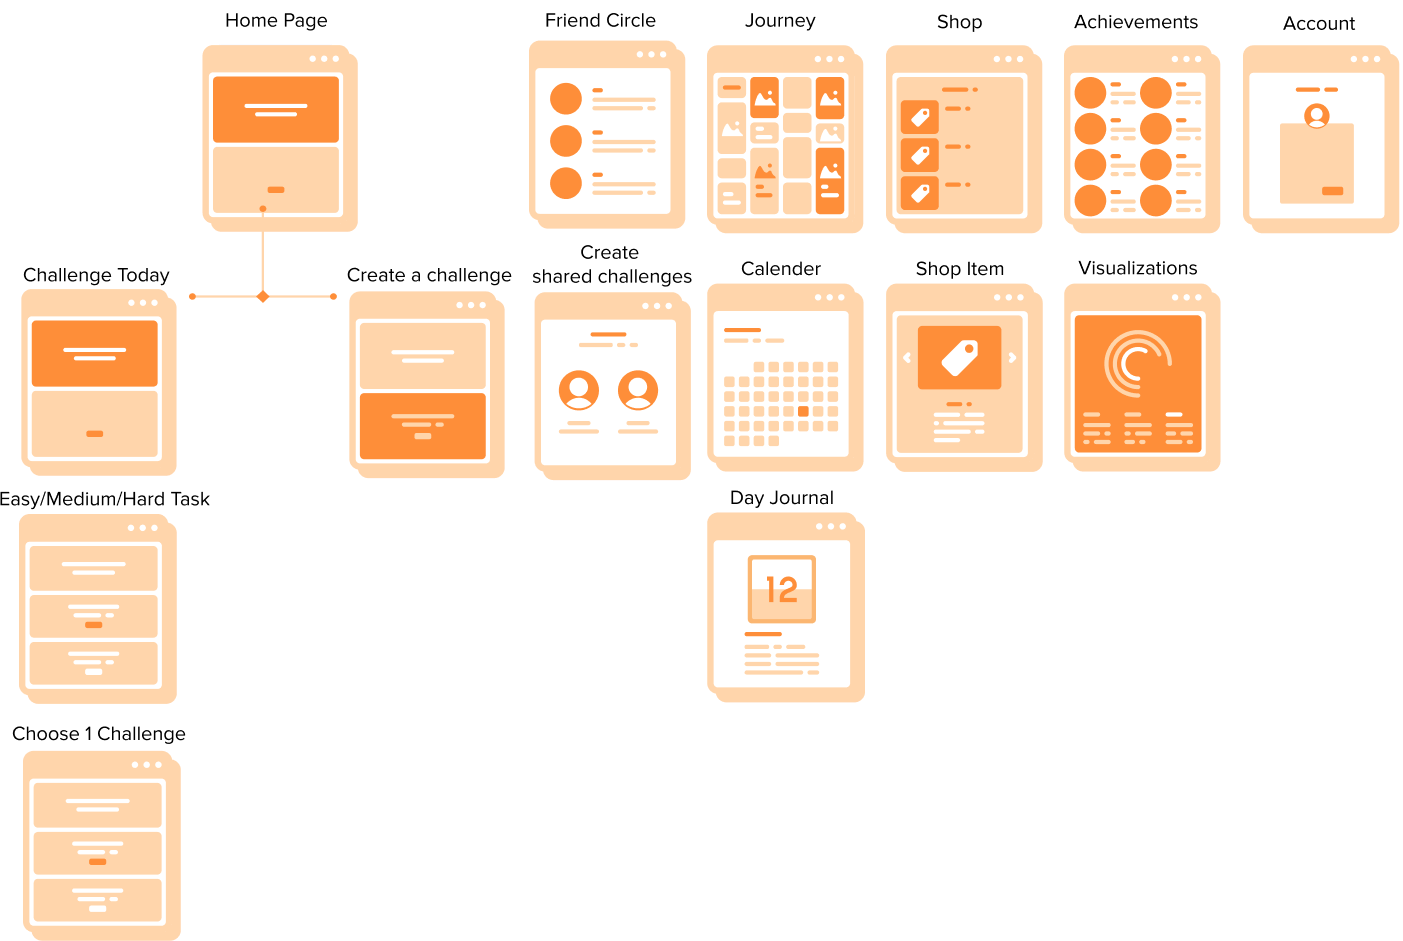 Home Page
Friend Circle
Journey
Shop
Achievements
Account
Challenge Today
Create a challenge
Create
shared challenges
Calender
Shop Item
Visualizations
Easy/Medium/Hard Task
Day Journal
12
Choose 1 Challenge